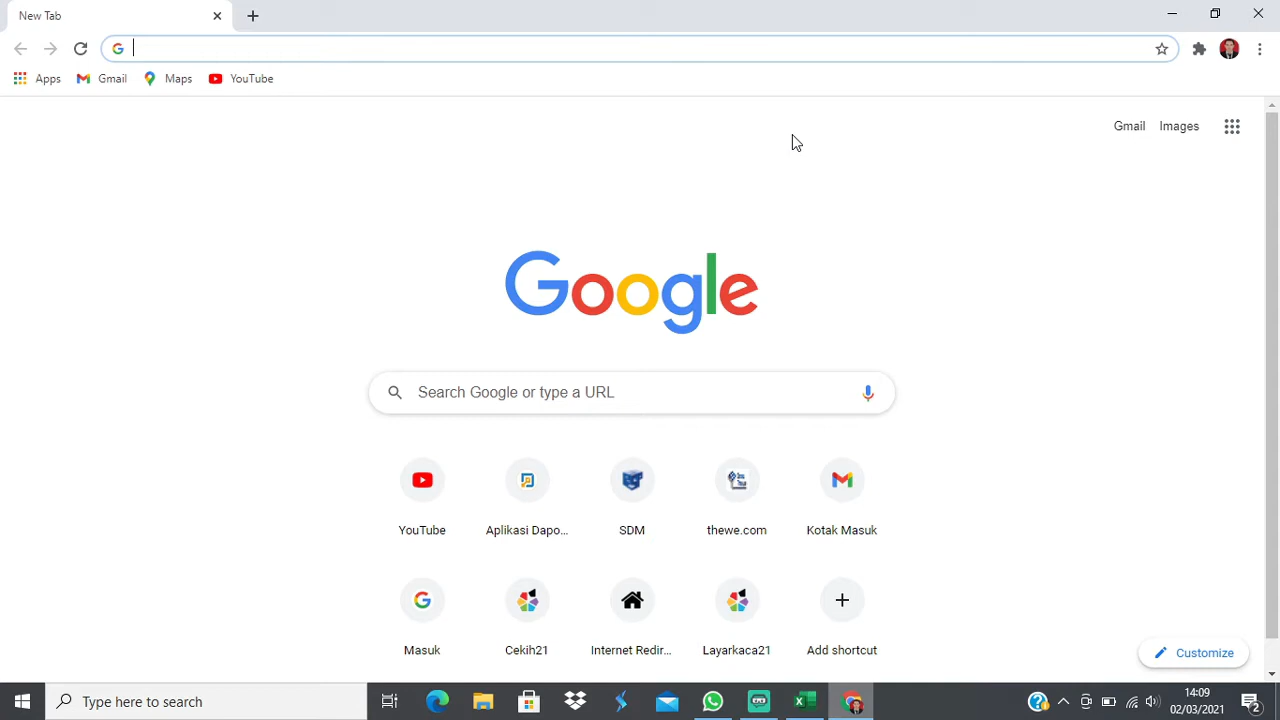 New Tab
Apps
Gmail
Maps
YouTube
Gmail
Images
Google
Search Google or type a URL
YouTube
Aplikasi Dapo...
SDM
thewe.com
Kotak Masuk
Masuk
Cekih21
Internet Redir...
Layarkaca21
Add shortcut
Customize
Type here to search
14:09
02/03/2021
2